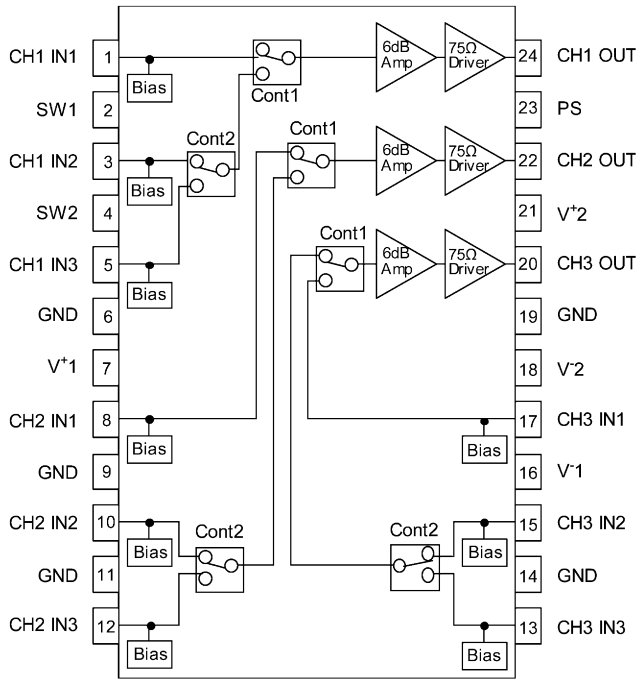 CH1 IN1 1 Bias Cont1 6dB Amp 75Ω Driver 24 CH1 OUT
SW1 2 23 PS
CH1 IN2 3 Bias Cont2 Cont1 6dB Amp 75Ω Driver 22 CH2 OUT
SW2 4 21 V+2
CH1 IN3 5 Bias Cont1 6dB Amp 75Ω Driver 20 CH3 OUT
GND 6 19 GND
V+1 7 18 V-2
CH2 IN1 8 Bias Bias 17 CH3 IN1
GND 9 16 V-1
CH2 IN2 10 Bias Cont2 Cont2 Bias 15 CH3 IN2
GND 11 14 GND
CH2 IN3 12 Bias Bias 13 CH3 IN3